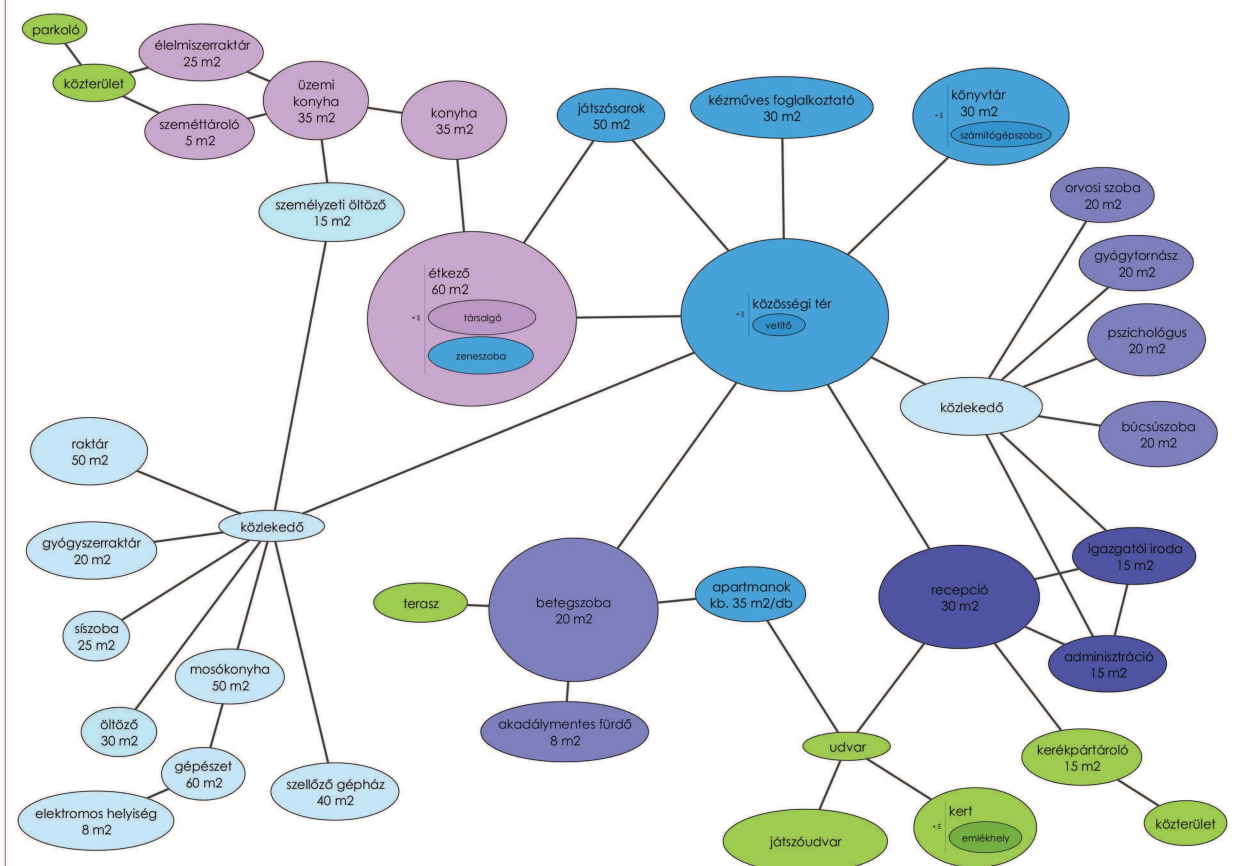 parkoló
közterület
élelmiszerraktár
25 m2
szeméttároló
5 m2
üzemi
konyha
35 m2
konyha
35 m2
játszósarok
50 m2
kézműves foglalkoztató
30 m2
könyvtár
30 m2
számítógépszoba
személyzeti öltöző
15 m2
orvosi szoba
20 m2
gyógytornász
20 m2
pszichológus
20 m2
búcsúszoba
20 m2
étkező
60 m2
társalgó
zeneszoba
közösségi tér
vetítő
közlekedő
raktár
50 m2
közlekedő
gyógyszerraktár
20 m2
síszoba
25 m2
mosókonyha
50 m2
öltöző
30 m2
gépészet
60 m2
elektromos helyiség
8 m2
szellőző gépház
40 m2
terasz
betegszoba
20 m2
apartmanok
kb. 35 m2/db
akadálymentes fürdő
8 m2
recepció
30 m2
igazgatói iroda
15 m2
adminisztráció
15 m2
udvar
kerékpártároló
15 m2
játszóudvar
kert
emlékhely
közterület